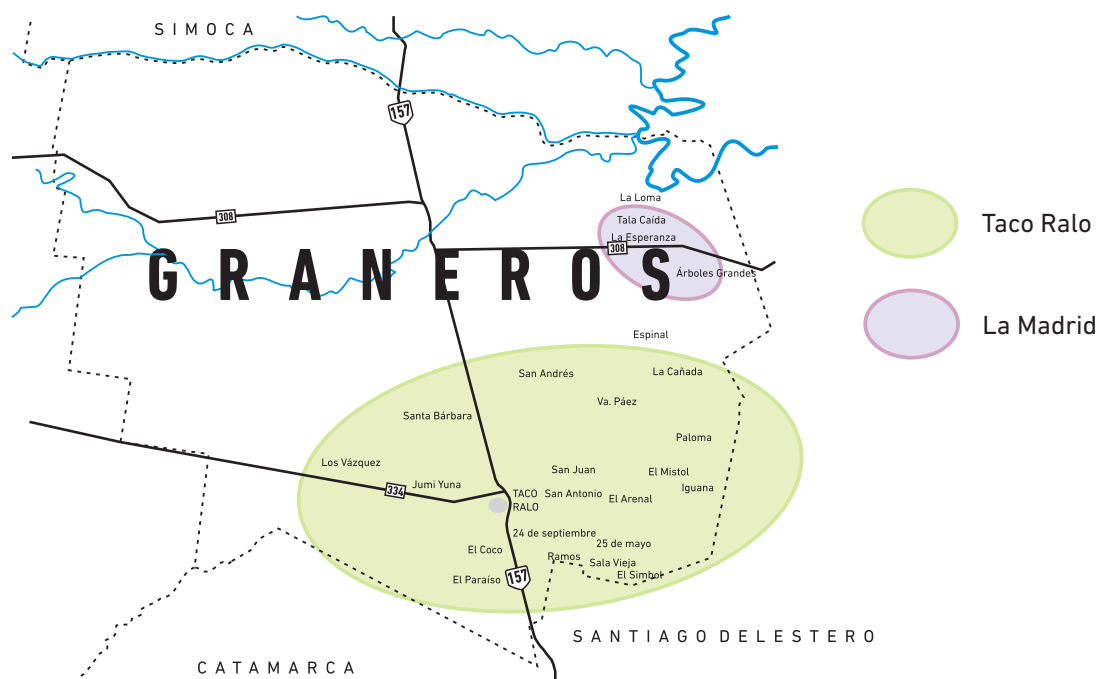 SIMOCA
157
308
La Loma
Tala Caída
Taco Ralo
La Esperanza
308
GRANEROS
Árboles Grandes
La Madrid
Espinal
San Andrés
La Cañada
Va. Páez
Santa Bárbara
Paloma
Los Vázquez
San Juan
El Mistol
Jumi Yuna
Iguana
334
TACO
RALO
San Antonio
El Arenal
24 de septiembre
25 de mayo
El Coco
Ramos
Sala Vieja
El Simbol
El Paraíso
157
SANTIAGO DELESTERO
CATAMARCA